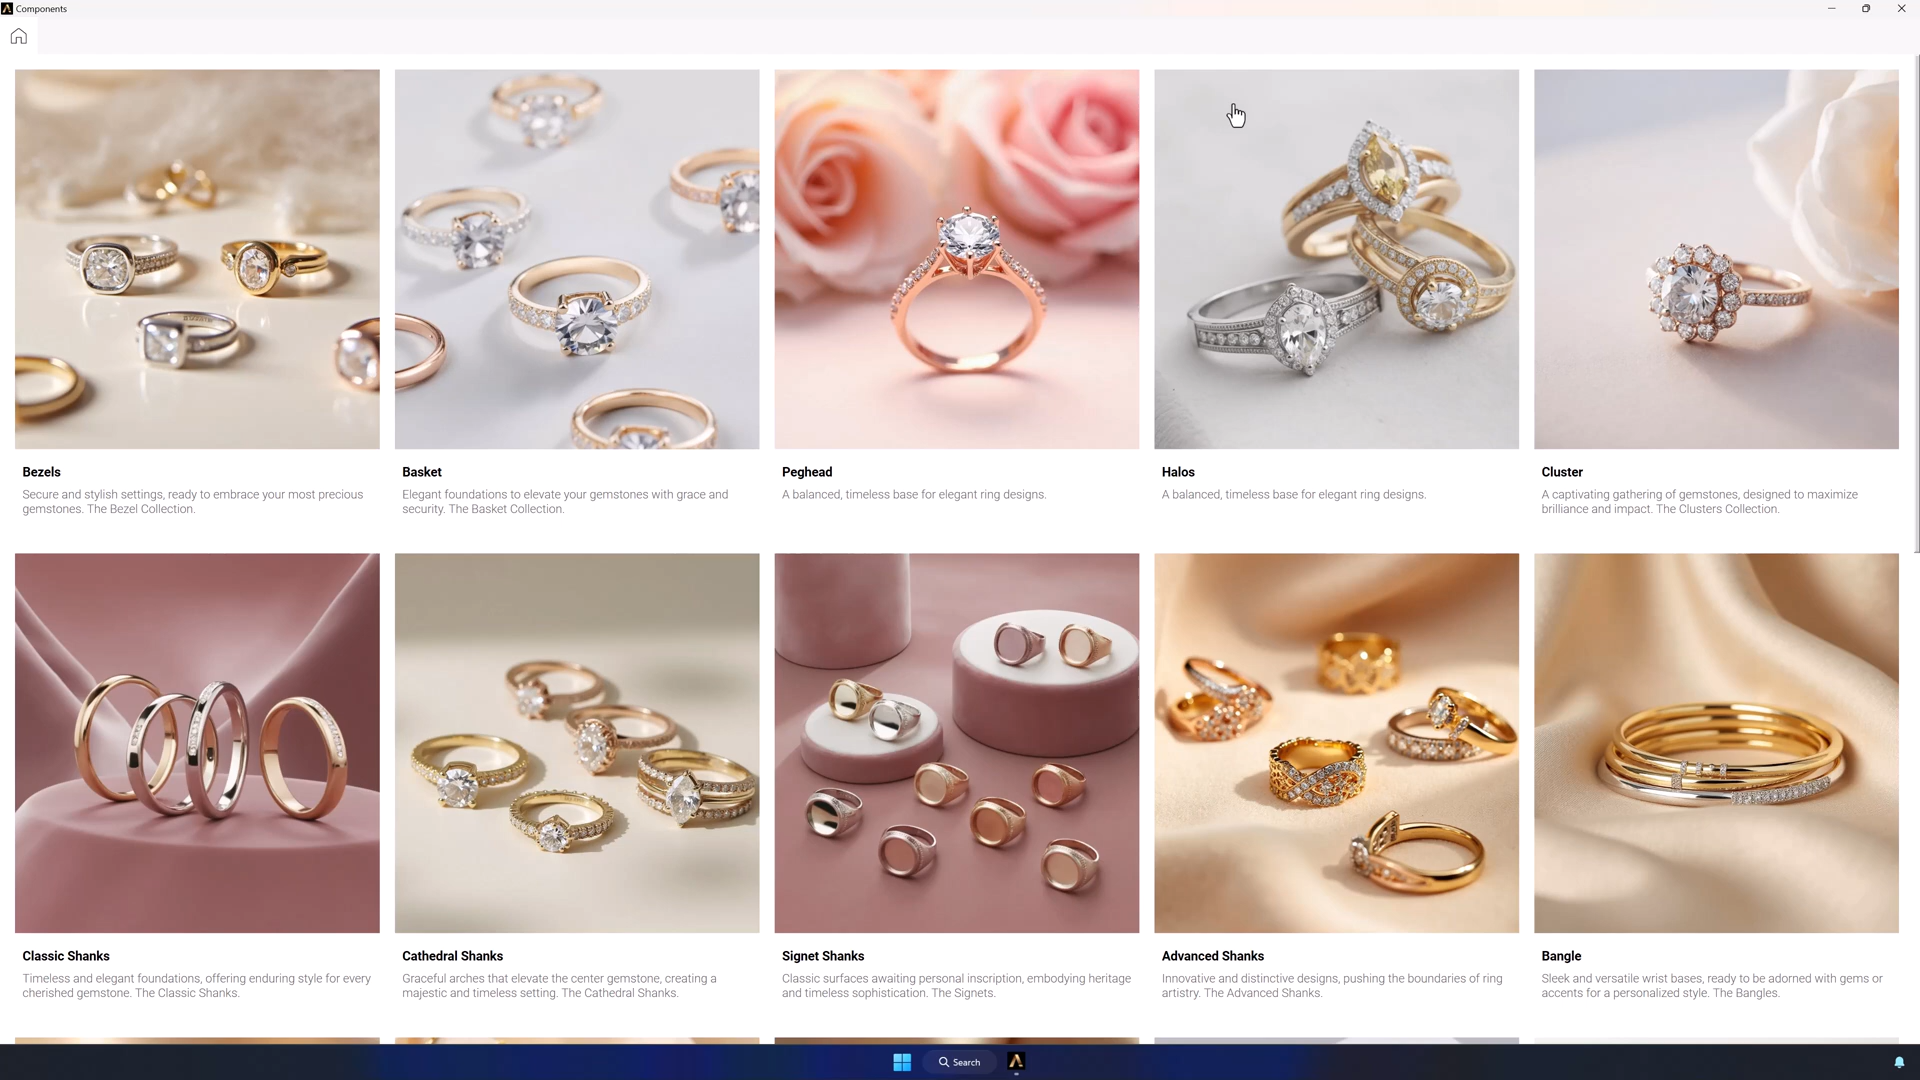 Components
Bezels
Secure and stylish settings, ready to embrace your most precious
gemstones. The Bezel Collection.
Basket
Elegant foundations to elevate your gemstones with grace and
security. The Basket Collection.
Peghead
A balanced, timeless base for elegant ring designs.
Halos
A balanced, timeless base for elegant ring designs.
Cluster
A captivating gathering of gemstones, designed to maximize
brilliance and impact. The Clusters Collection.
Classic Shanks
Timeless and elegant foundations, offering enduring style for every
cherished gemstone. The Classic Shanks.
Cathedral Shanks
Graceful arches that elevate the center gemstone, creating a
majestic and timeless setting. The Cathedral Shanks.
Signet Shanks
Classic surfaces awaiting personal inscription, embodying heritage
and timeless sophistication. The Signets.
Advanced Shanks
Innovative and distinctive designs, pushing the boundaries of ring
artistry. The Advanced Shanks.
Bangle
Sleek and versatile wrist bases, ready to be adorned with gems or
accents for a personalized style. The Bangles.
Search